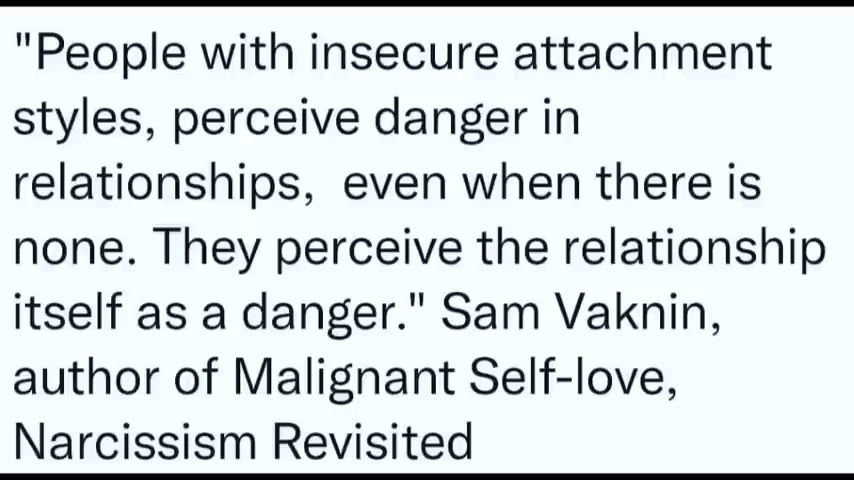 "People with insecure attachment
styles, perceive danger in
relationships,  even when there is
none. They perceive the relationship
itself as a danger." Sam Vaknin,
author of Malignant Self-love,
Narcissism Revisited